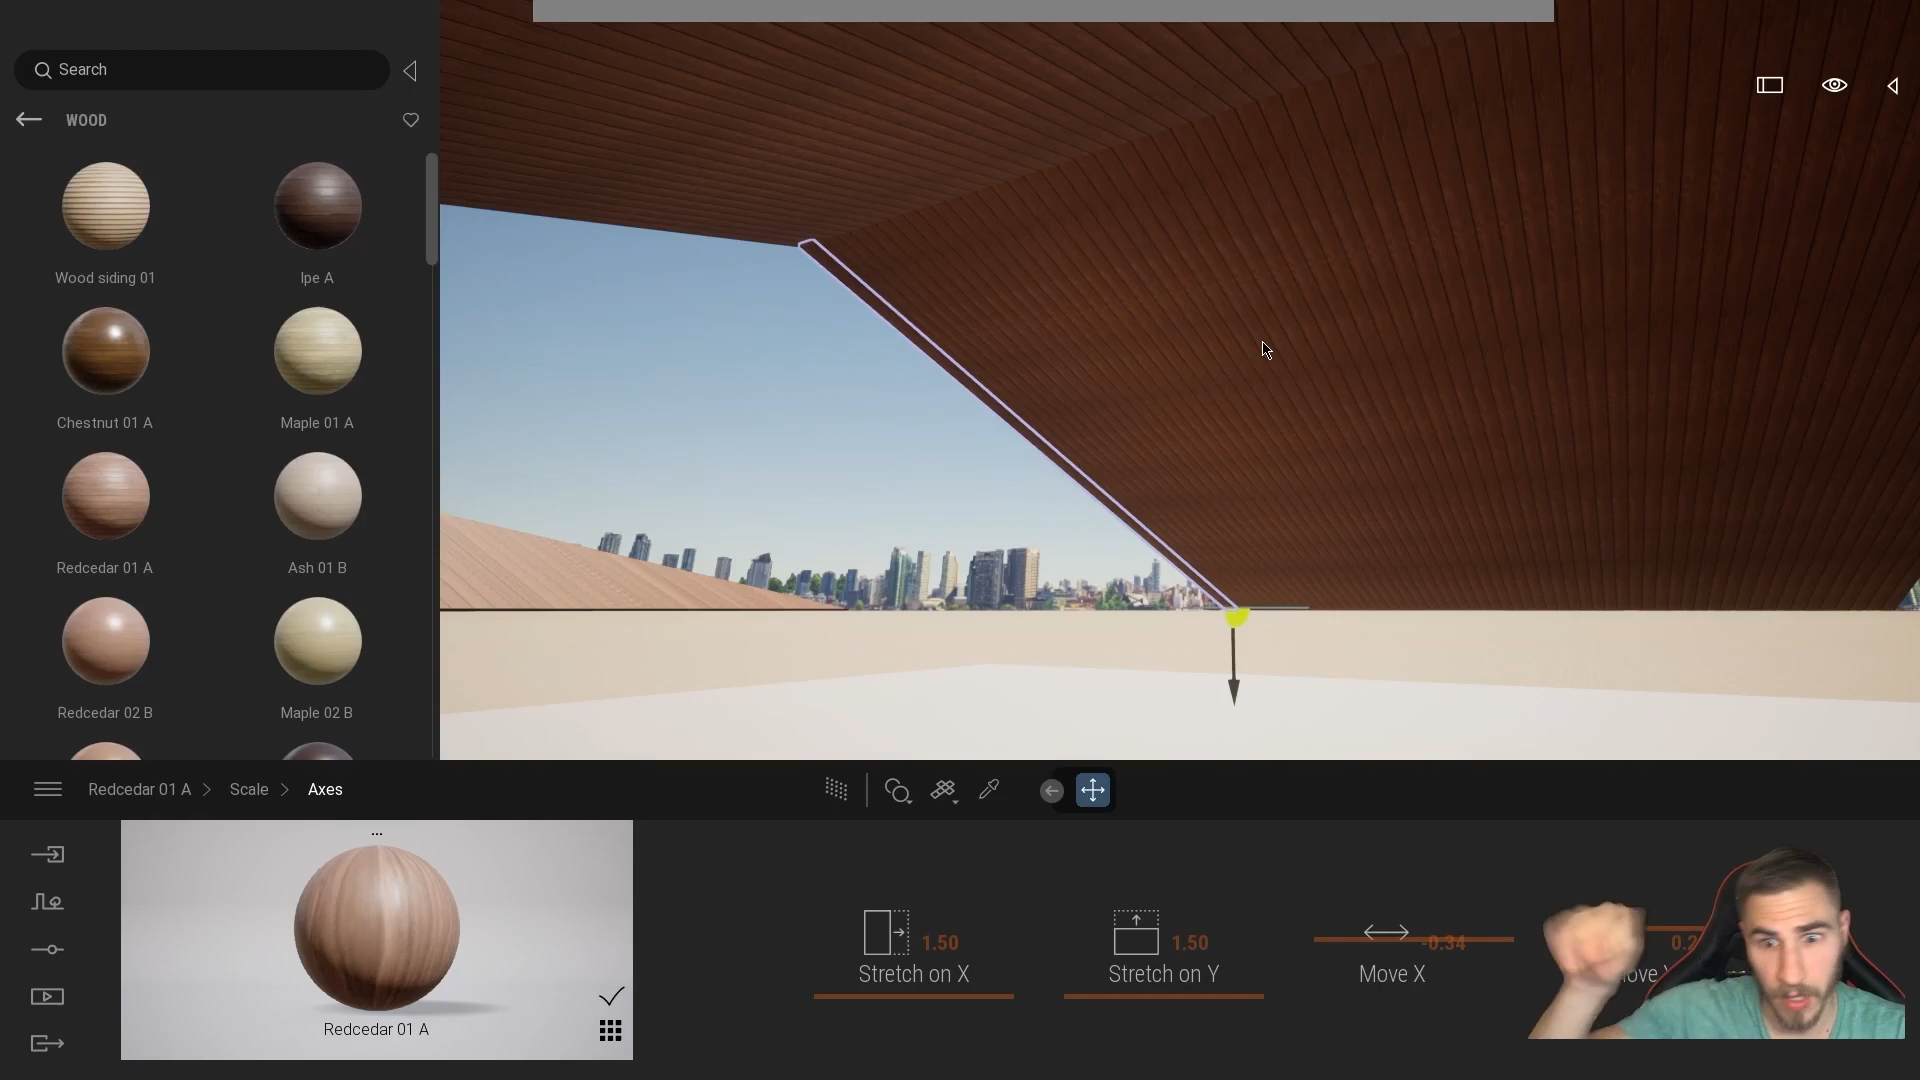 Search
WOOD
Wood siding 01
Ipe A
Chestnut 01 A
Maple 01 A
Redcedar 01 A
Ash 01 B
Redcedar 02 B
Maple 02 B
Redcedar 01 A
Scale
Axes
...
Redcedar 01 A
1.50
Stretch on X
1.50
Stretch on Y
-0.34
Move X